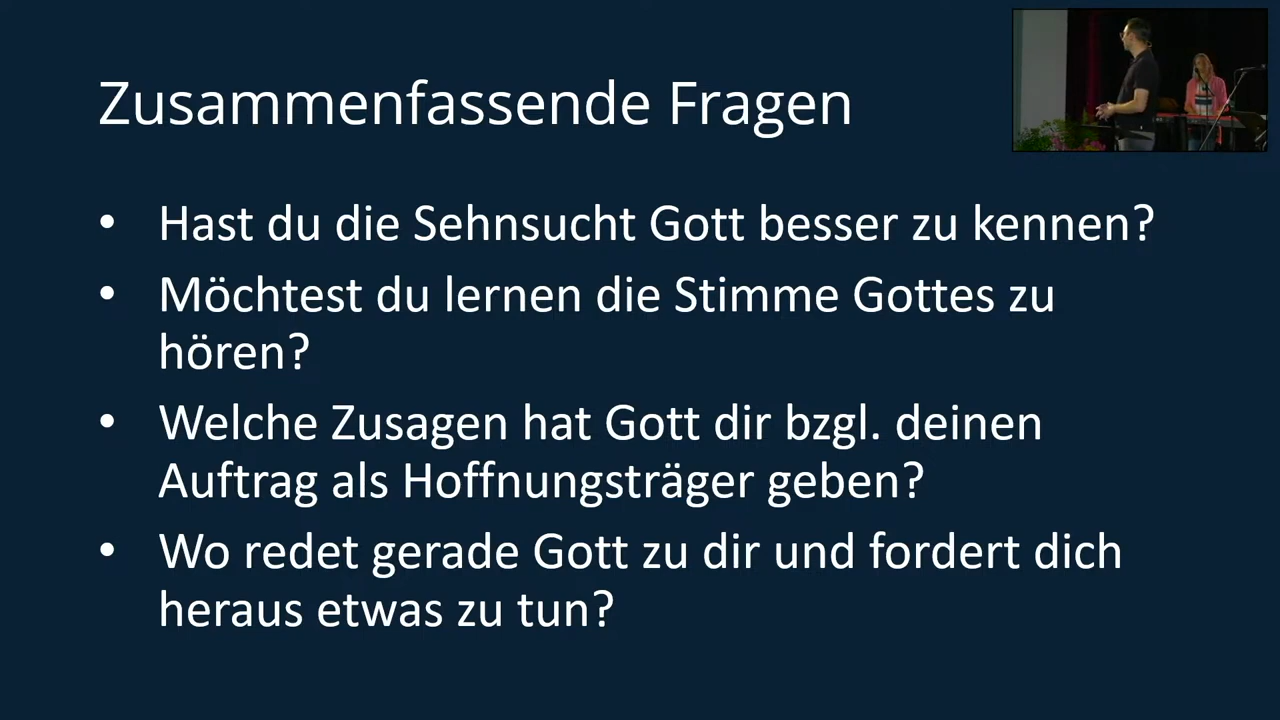 Zusammenfassende Fragen
• Hast du die Sehnsucht Gott besser zu kennen?
• Möchtest du lernen die Stimme Gottes zu
hören?
• Welche Zusagen hat Gott dir bzgl. deinen
Auftrag als Hoffnungsträger geben?
• Wo redet gerade Gott zu dir und fordert dich
heraus etwas zu tun?